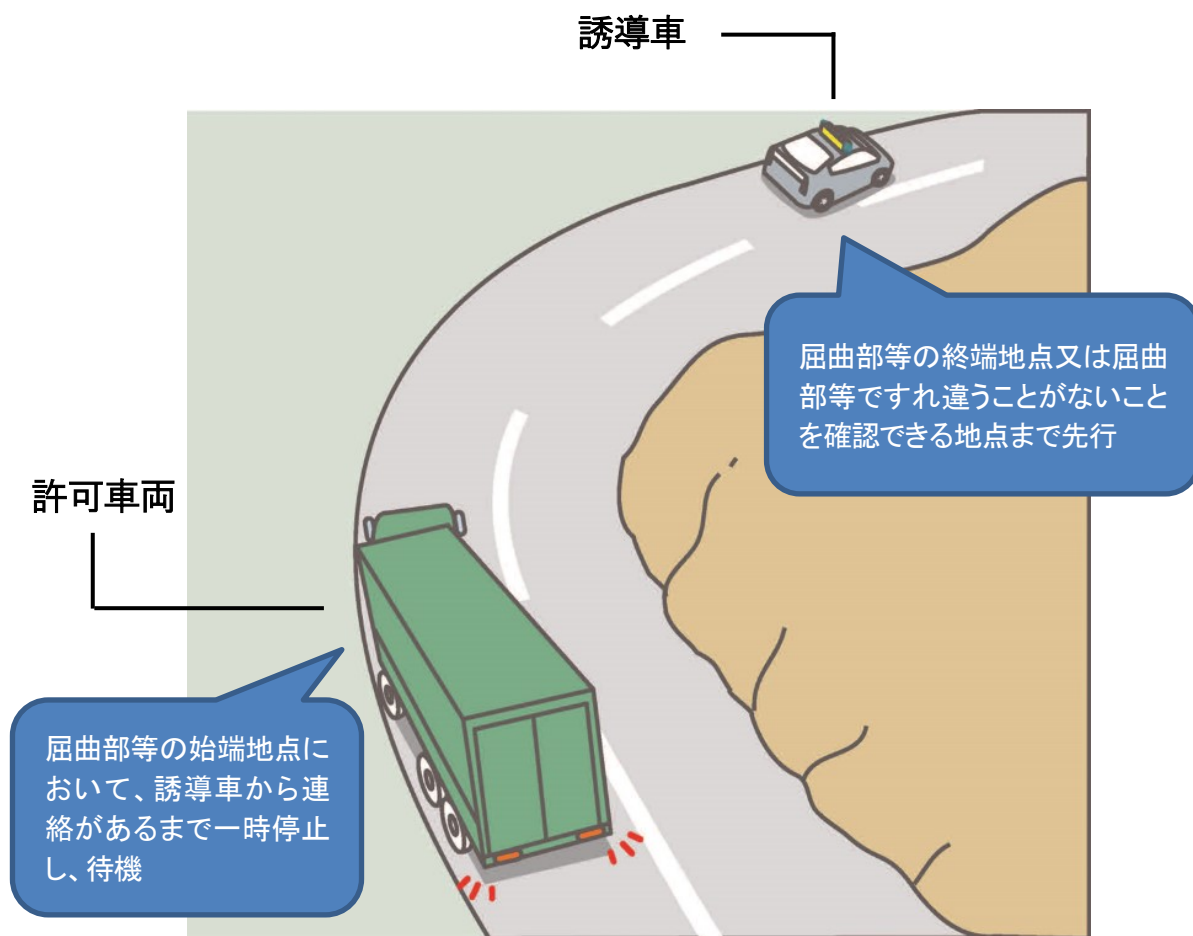 誘導車
屈曲部等の終端地点又は屈曲
部等ですれ違うことがないこと
を確認できる地点まで先行
許可車両
屈曲部等の始端地点に
おいて、誘導車から連
絡があるまで一時停止
し、待機